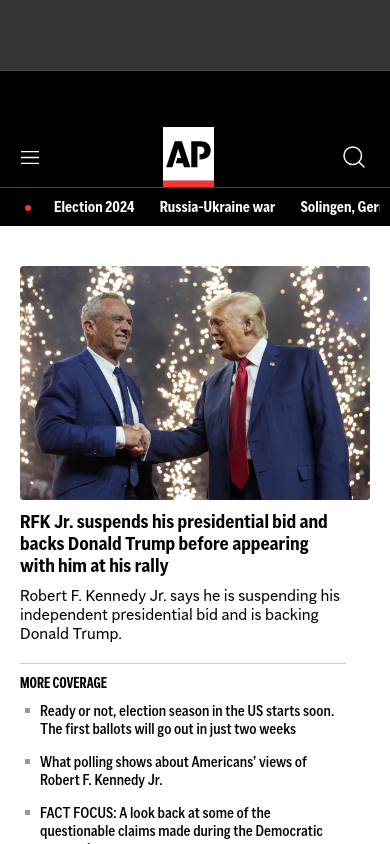 AP
Election 2024 Russia-Ukraine war Solingen, Ger
RFK Jr. suspends his presidential bid and
backs Donald Trump before appearing
with him at his rally
Robert F. Kennedy Jr. says he is suspending his
independent presidential bid and is backing
Donald Trump.
MORE COVERAGE
Ready or not, election season in the US starts soon.
The first ballots will go out in just two weeks
What polling shows about Americans’ views of
Robert F. Kennedy Jr.
FACT FOCUS: A look back at some of the
questionable claims made during the Democratic